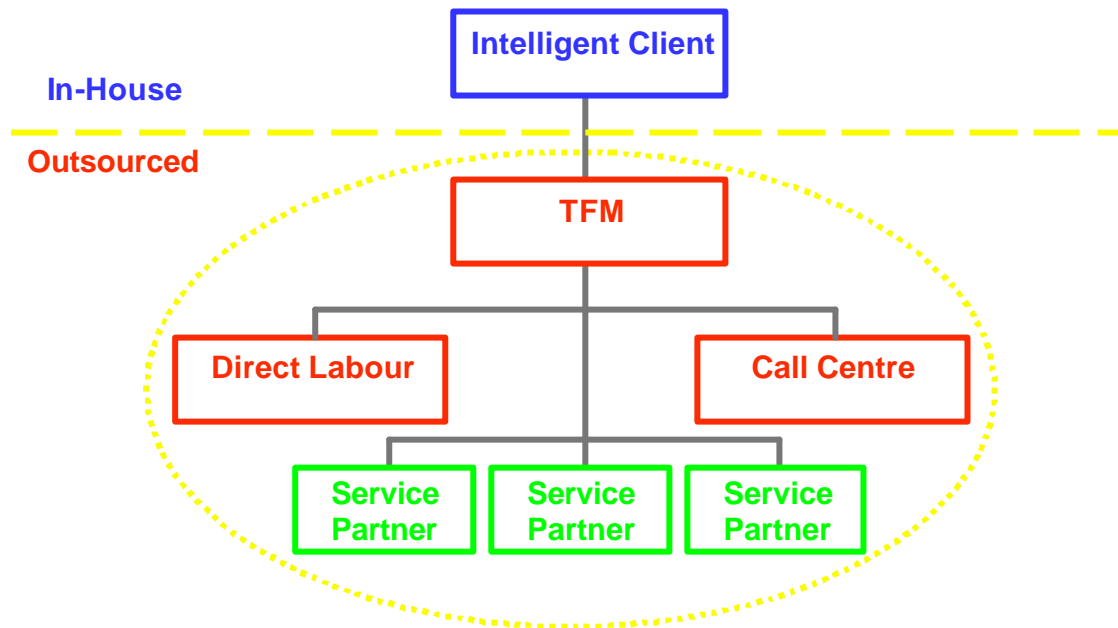 Intelligent Client
In-House
Outsourced
TFM
Direct Labour
Call Centre
Service
Partner
Service
Partner
Service
Partner